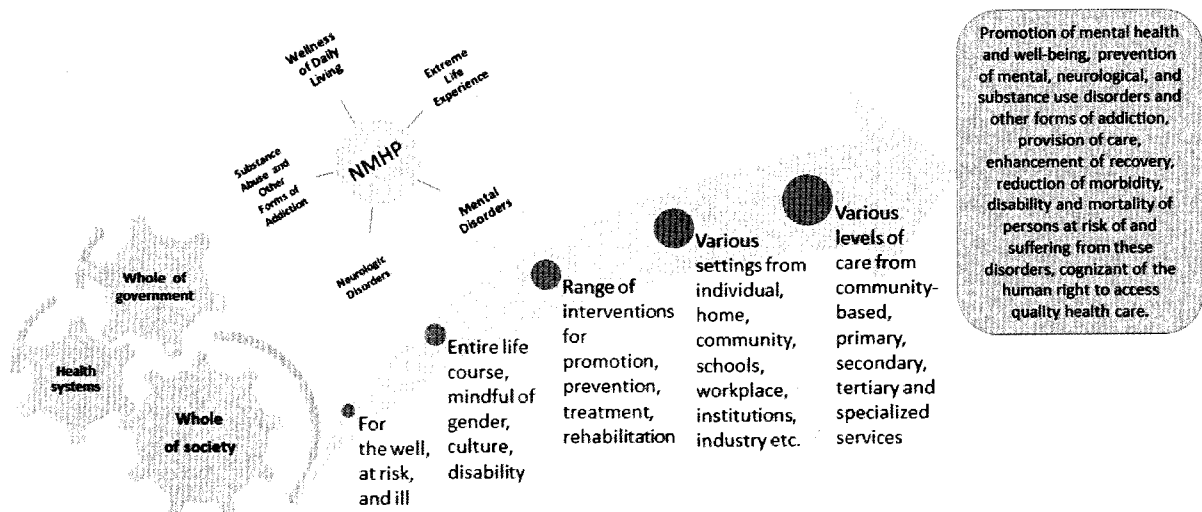 Wellness
of Daily
Living
Extreme
Life
Experience
NMHP
Substance
Abuse and
Other
Forms of
Addiction
Mental
Disorders
Neurologic
Disorders
Whole of
government
Health
systems
Whole
of society
For
the well,
at risk,
and ill
Entire life
course,
mindful of
gender,
culture,
disability
Range of
interventions
for
promotion,
prevention,
treatment,
rehabilitation
Various
settings from
individual,
home,
community,
schools,
workplace,
institutions,
industry etc.
Various
levels of
care from
community-
based,
primary,
secondary,
tertiary and
specialized
services
Promotion of mental health
and well-being, prevention
of mental, neurological, and
substance use disorders and
other forms of addiction,
provision of care,
enhancement of recovery,
reduction of morbidity,
disability and mortality of
persons at risk of and
suffering from these
disorders, cognizant of the
human right to access
quality health care.